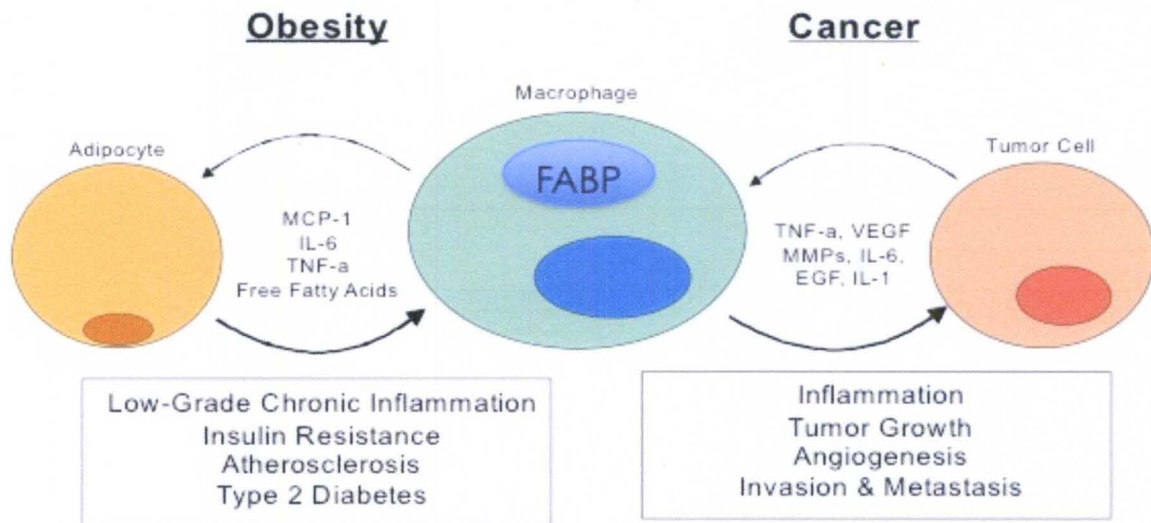 Obesity
Cancer
Macrophage
Adipocyte
Tumor Cell
FABP
MCP-1
IL-6
TNF-a
Free Fatty Acids
TNF-a, VEGF
MMPs, IL-6,
EGF, IL-1
Low-Grade Chronic Inflammation
Insulin Resistance
Atherosclerosis
Type 2 Diabetes
Inflammation
Tumor Growth
Angiogenesis
Invasion & Metastasis